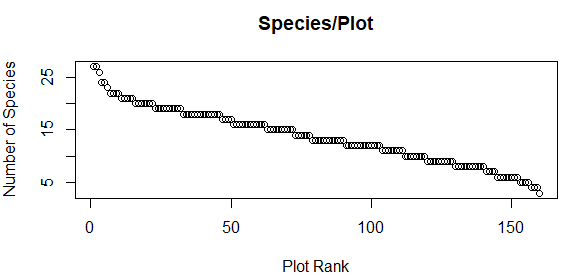 Species/Plot
Number of Species
25
15
5
0 50 100 150
Plot Rank